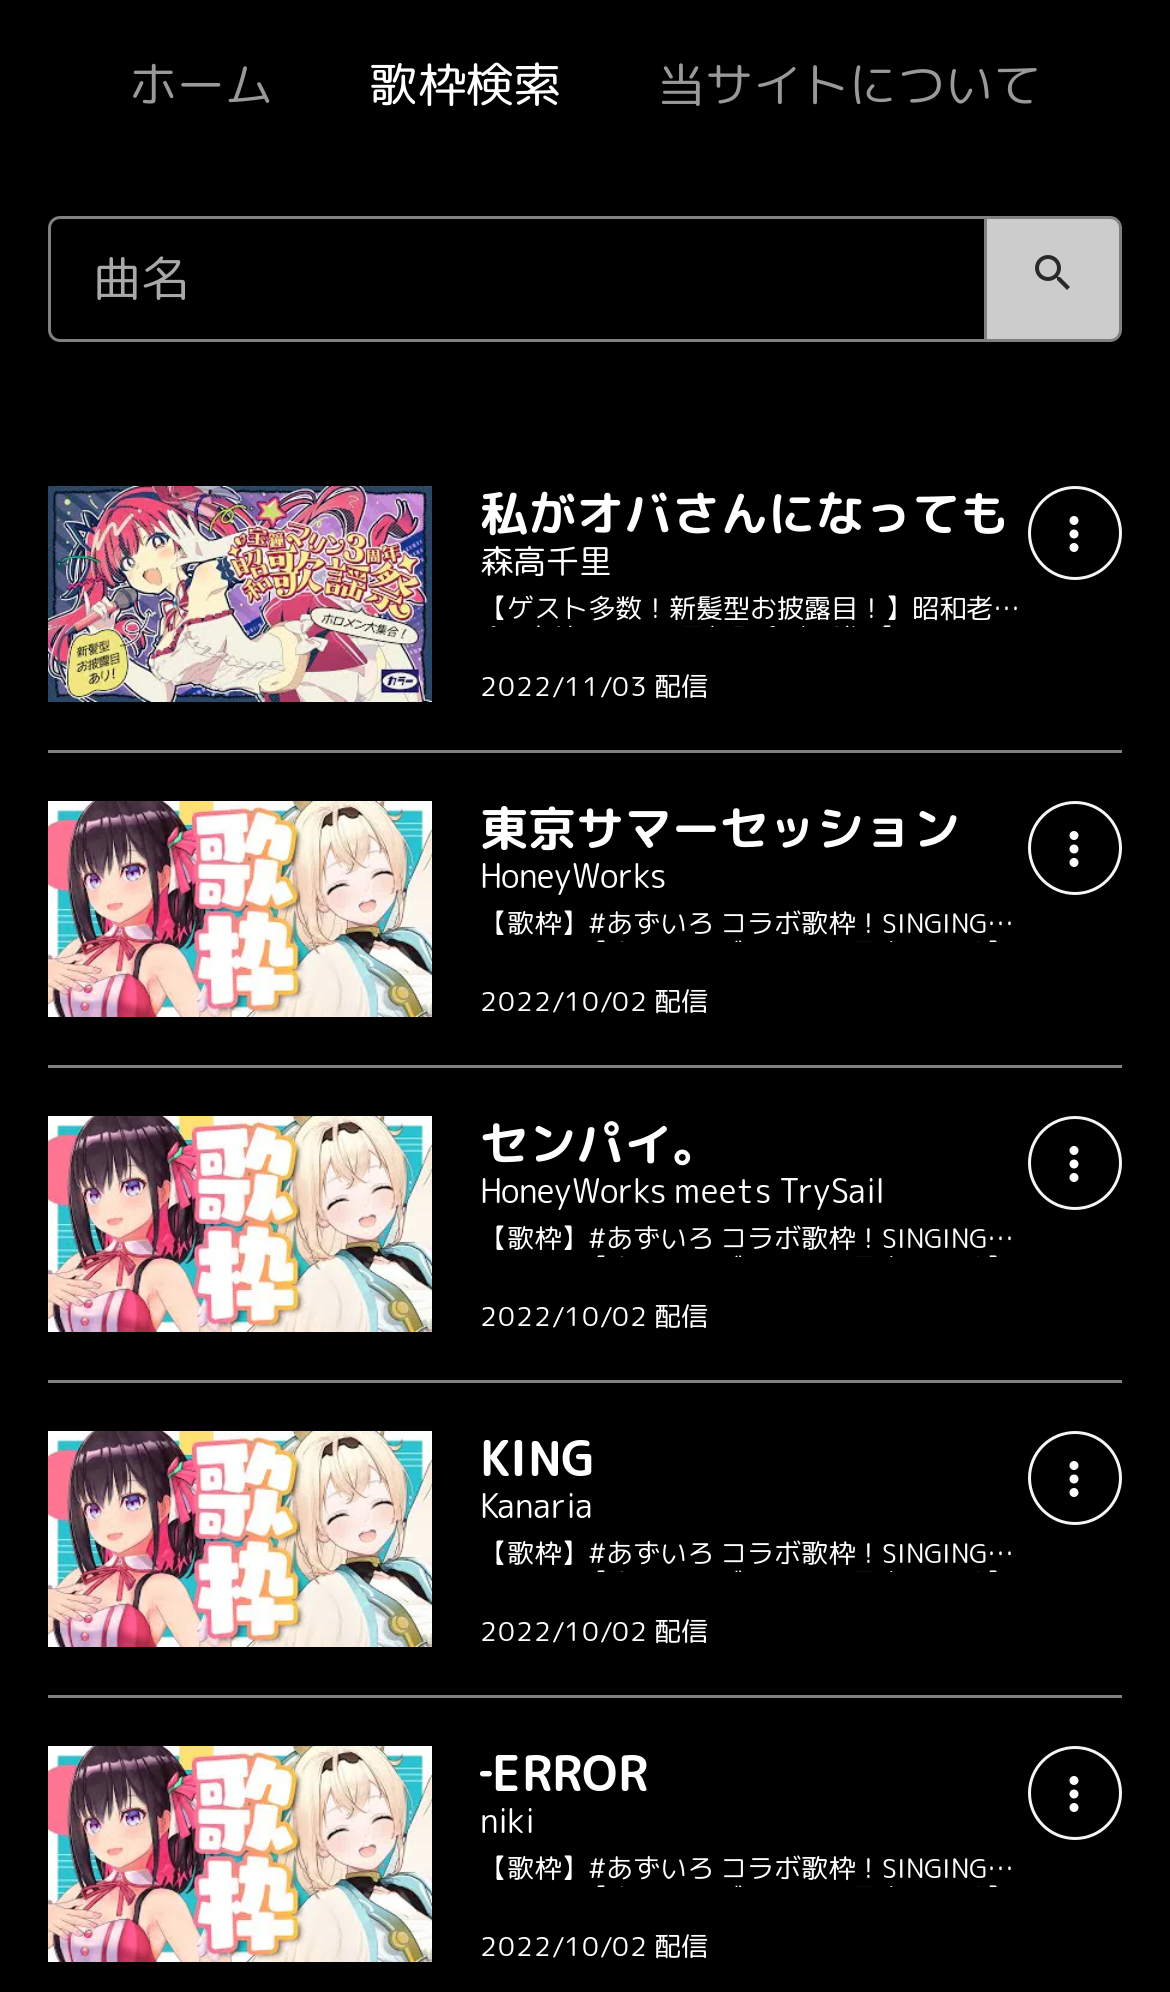 ホーム 歌枠検索 当サイトについて
曲名
宝鐘マリン3周年
昭和歌謡祭
ホロメン大集合！
新髪型
お披露目
あり!
カラー
私がオバさんになっても
森高千里
【ゲスト多数！新髪型お披露目！】昭和老…
2022/11/03 配信
歌枠
東京サマーセッション
HoneyWorks
【歌枠】#あずいろ コラボ歌枠！SINGING…
2022/10/02 配信
歌枠
センパイ。
HoneyWorks meets TrySail
【歌枠】#あずいろ コラボ歌枠！SINGING…
2022/10/02 配信
歌枠
KING
Kanaria
【歌枠】#あずいろ コラボ歌枠！SINGING…
2022/10/02 配信
歌枠
-ERROR
niki
【歌枠】#あずいろ コラボ歌枠！SINGING…
2022/10/02 配信